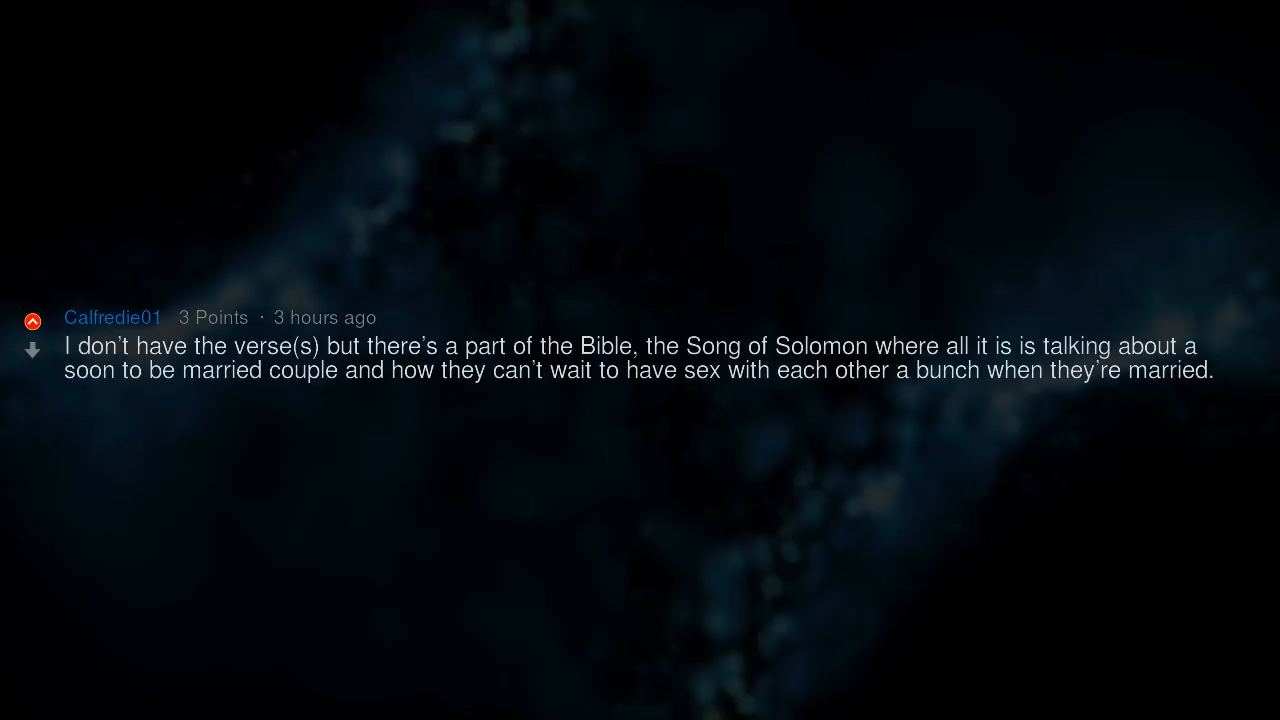 Calfredie01 3 Points · 3 hours ago
I don't have the verse(s) but there's a part of the Bible, the Song of Solomon where all it is is talking about a
soon to be married couple and how they can't wait to have sex with each other a bunch when they're married.